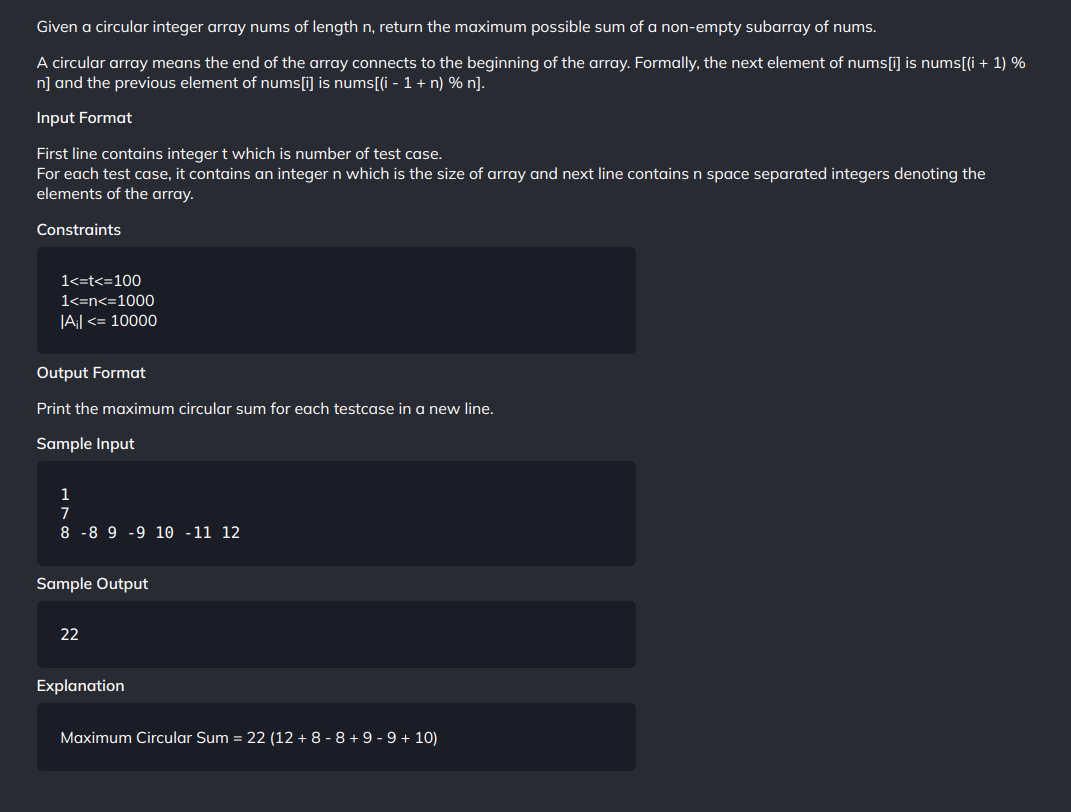 Given a circular integer array nums of length n, return the maximum possible sum of a non-empty subarray of nums.
A circular array means the end of the array connects to the beginning of the array. Formally, the next element of nums[i] is nums[(i + 1) %
n] and the previous element of nums[i] is nums[(i - 1 + n) % n].
Input Format
First line contains integer t which is number of test case.
For each test case, it contains an integer n which is the size of array and next line contains n space separated integers denoting the
elements of the array.
Constraints
1<=t<=100
1<=n<=1000
|Aᵢ| <= 10000
Output Format
Print the maximum circular sum for each testcase in a new line.
Sample Input
1
7
8 -8 9 -9 10 -11 12
Sample Output
22
Explanation
Maximum Circular Sum = 22 (12 + 8 - 8 + 9 - 9 + 10)